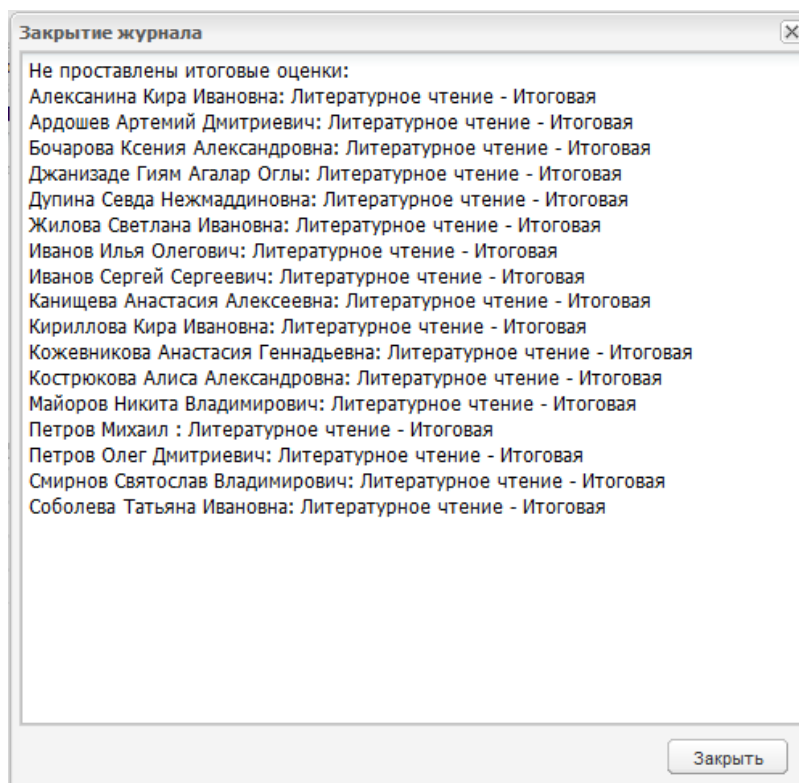 Закрытие журнала
Не проставлены итоговые оценки:
Алексанина Кира Ивановна: Литературное чтение - Итоговая
Ардошев Артемий Дмитриевич: Литературное чтение - Итоговая
Бочарова Ксения Александровна: Литературное чтение - Итоговая
Джанизаде Гиям Агалар Оглы: Литературное чтение - Итоговая
Дупина Севда Нежмаддиновна: Литературное чтение - Итоговая
Жилова Светлана Ивановна: Литературное чтение - Итоговая
Иванов Илья Олегович: Литературное чтение - Итоговая
Иванов Сергей Сергеевич: Литературное чтение - Итоговая
Канищева Анастасия Алексеевна: Литературное чтение - Итоговая
Кириллова Кира Ивановна: Литературное чтение - Итоговая
Кожевникова Анастасия Геннадьевна: Литературное чтение - Итоговая
Кострюкова Алиса Александровна: Литературное чтение - Итоговая
Майоров Никита Владимирович: Литературное чтение - Итоговая
Петров Михаил : Литературное чтение - Итоговая
Петров Олег Дмитриевич: Литературное чтение - Итоговая
Смирнов Святослав Владимирович: Литературное чтение - Итоговая
Соболева Татьяна Ивановна: Литературное чтение - Итоговая
Закрыть